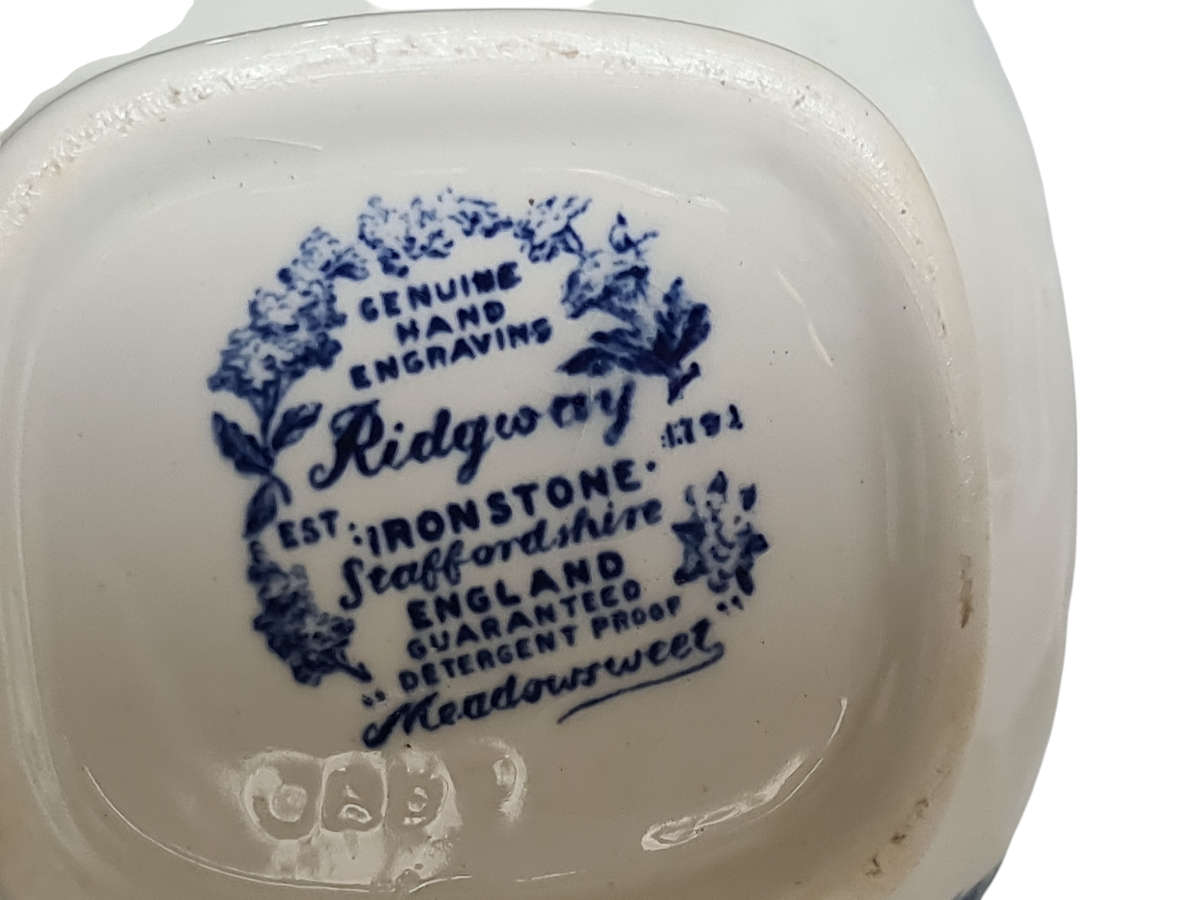 GENUINE
HAND
ENGRAVING
Ridgway
EST: IRONSTONE · 1792
Staffordshire
ENGLAND
GUARANTEED
DETERGENT PROOF
"Meadowsweet"